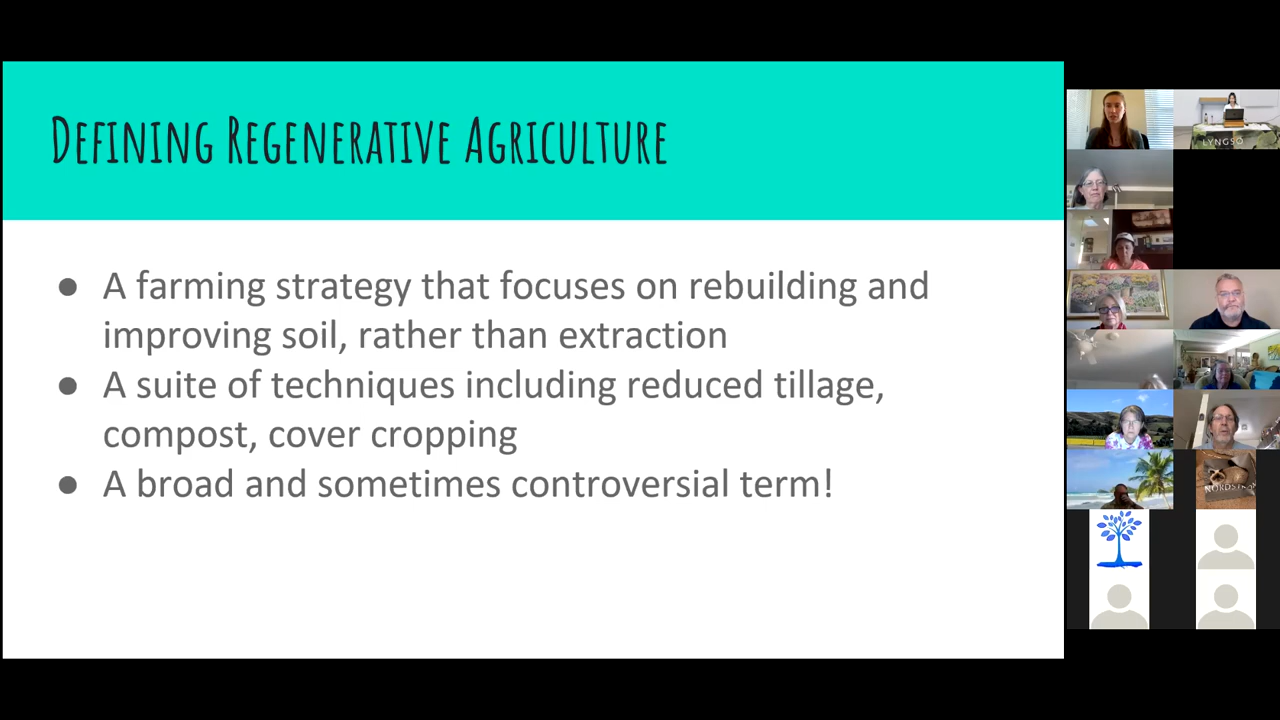 DEFINING REGENERATIVE AGRICULTURE
● A farming strategy that focuses on rebuilding and
improving soil, rather than extraction
● A suite of techniques including reduced tillage,
compost, cover cropping
● A broad and sometimes controversial term!
LYNGSO